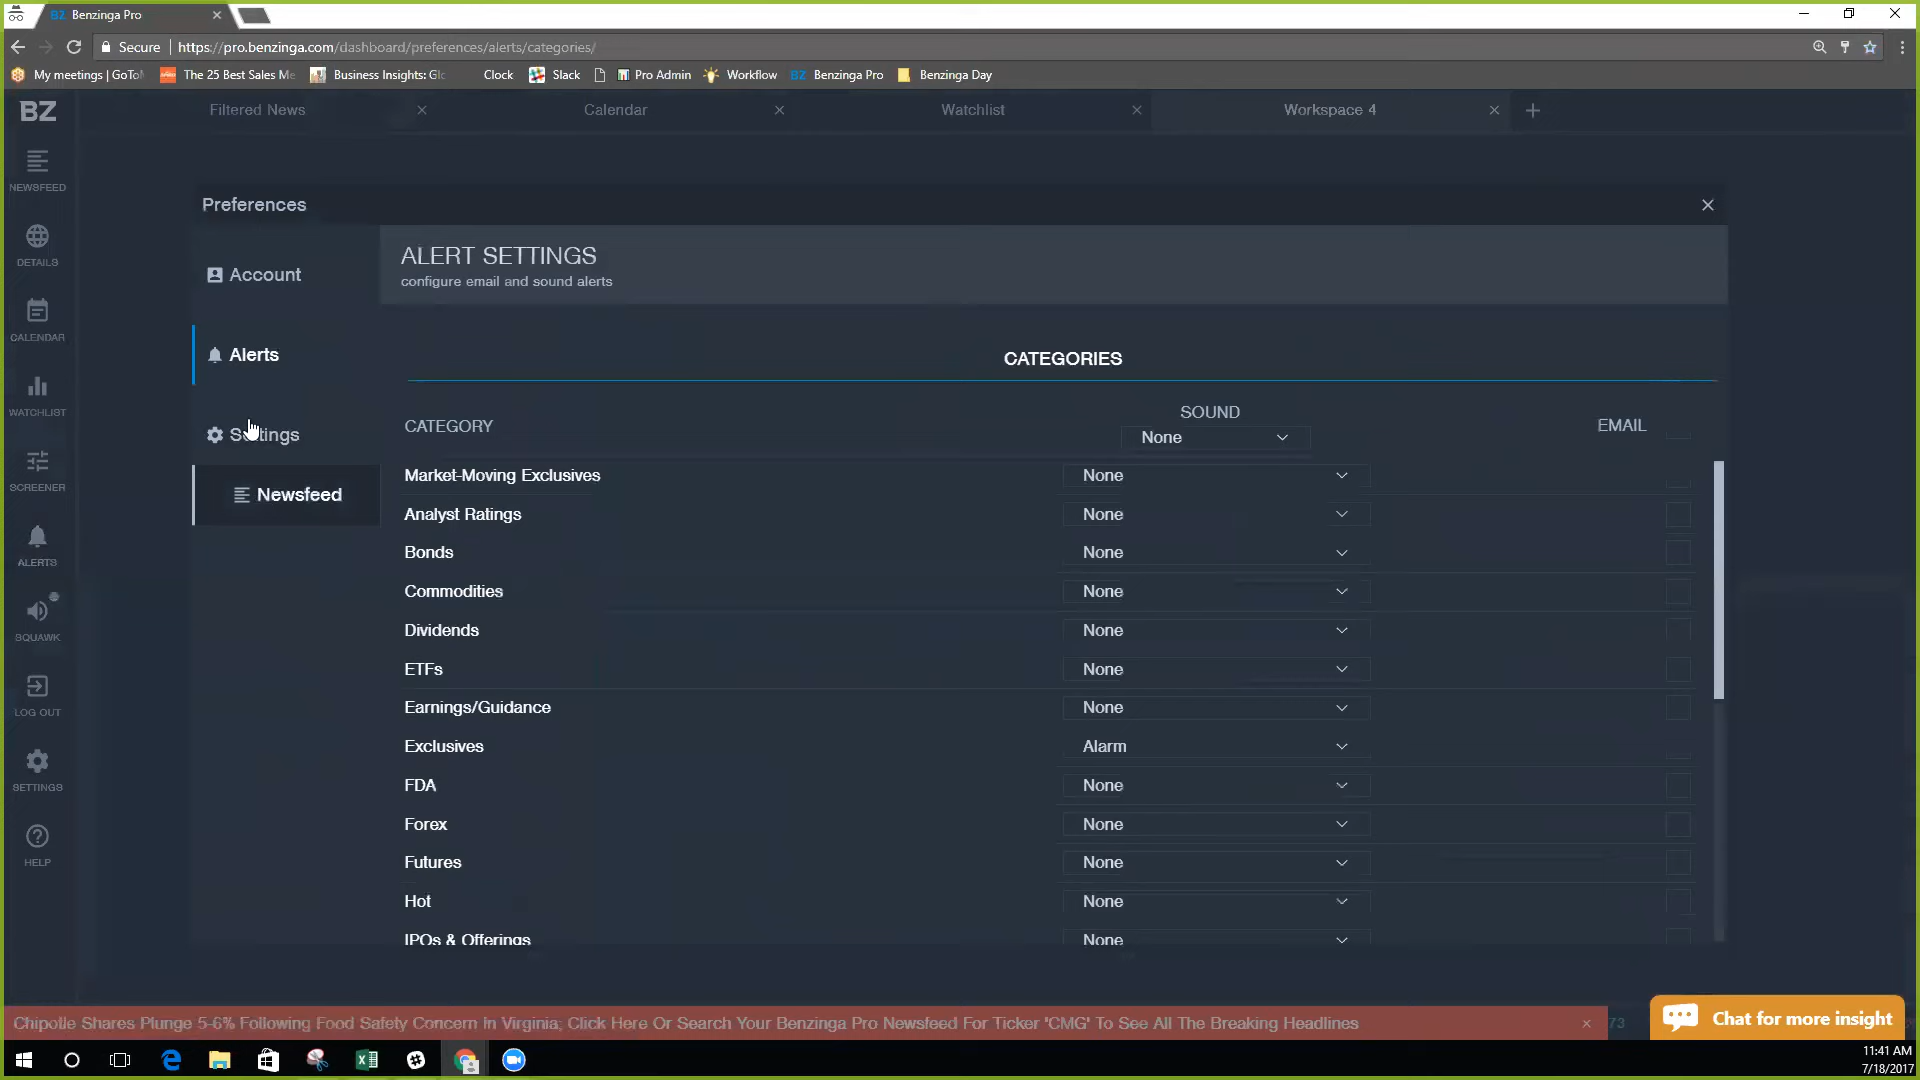 BZ Benzinga Pro
Secure https://pro.benzinga.com/dashboard/preferences/alerts/categories/
My meetings | GoTo
The 25 Best Sales Me
Business Insights: Glo
Clock
Slack
Pro Admin
Workflow
BZ Benzinga Pro
Benzinga Day
BZ
Filtered News
Calendar
Watchlist
Workspace 4
NEWSFEED
DETAILS
CALENDAR
WATCHLIST
SCREENER
ALERTS
SQUAWK
LOG OUT
SETTINGS
HELP
Preferences
Account
Alerts
Settings
Newsfeed
ALERT SETTINGS
configure email and sound alerts
CATEGORIES
CATEGORY
SOUND
None
EMAIL
Market-Moving Exclusives None
Analyst Ratings None
Bonds None
Commodities None
Dividends None
ETFs None
Earnings/Guidance None
Exclusives Alarm
FDA None
Forex None
Futures None
Hot None
IPOs & Offerings None
Chipotle Shares Plunge 5-6% Following Food Safety Concern In Virginia, Click Here Or Search Your Benzinga Pro Newsfeed For Ticker 'CMG' To See All The Breaking Headlines
73
Chat for more insight
11:41 AM
7/18/2017